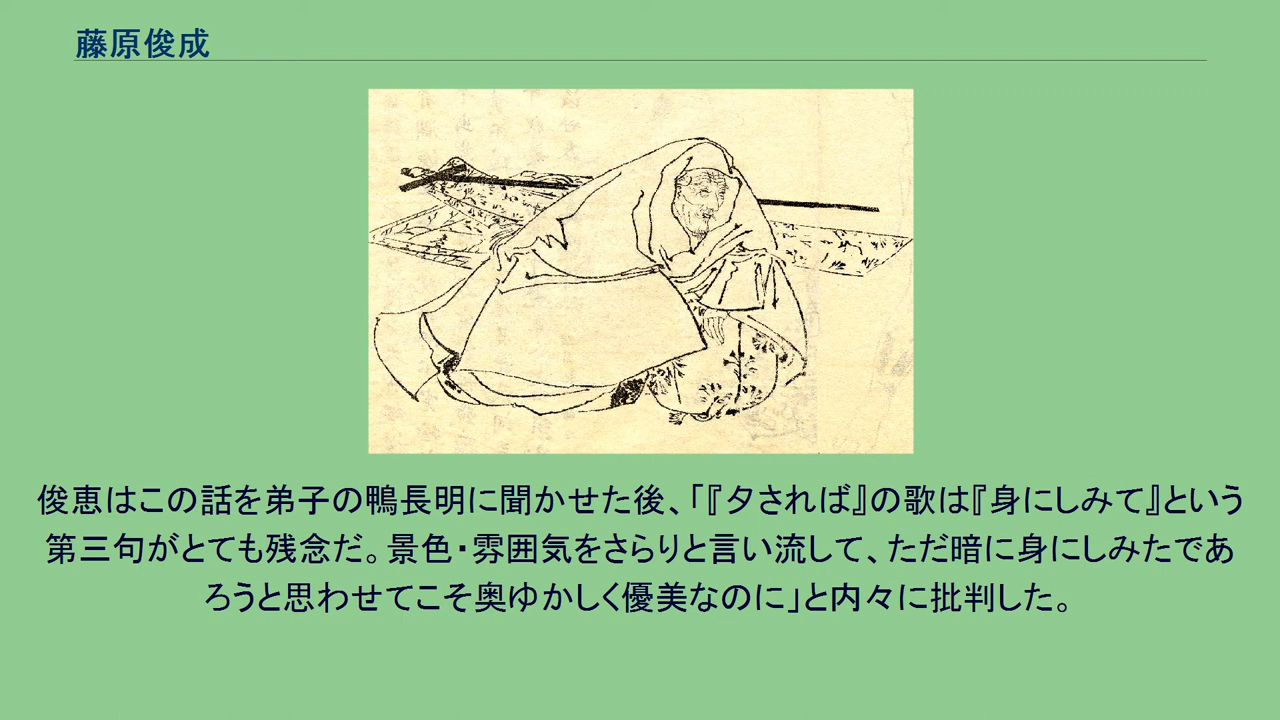 藤原俊成
俊恵はこの話を弟子の鴨長明に聞かせた後、「『夕されば』の歌は『身にしみて』という
第三句がとても残念だ。景色・雰囲気をさらりと言い流して、ただ暗に身にしみたであ
ろうと思わせてこそ奥ゆかしく優美なのに」と内々に批判した。